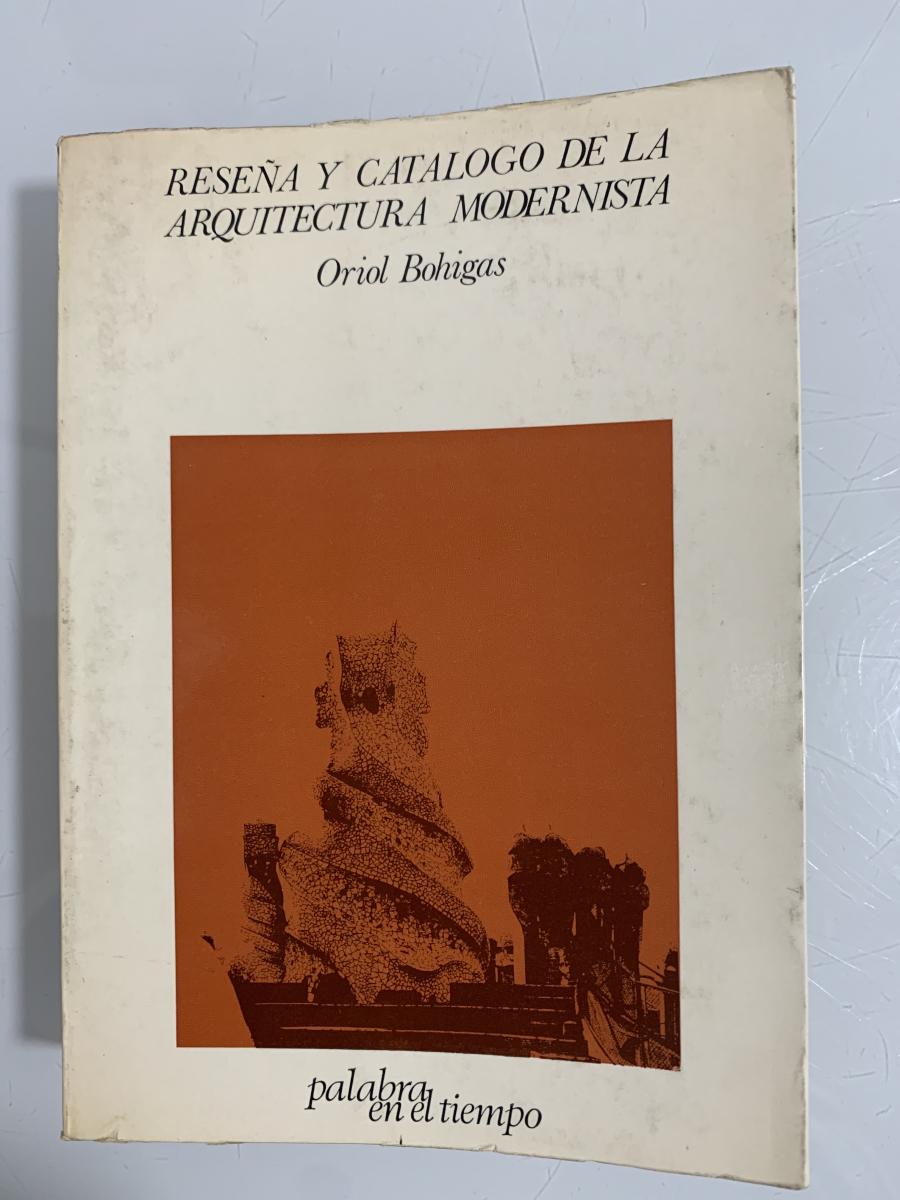 RESEÑA Y CATALOGO DE LA
ARQUITECTURA MODERNISTA
Oriol Bohigas
palabra
en el tiempo